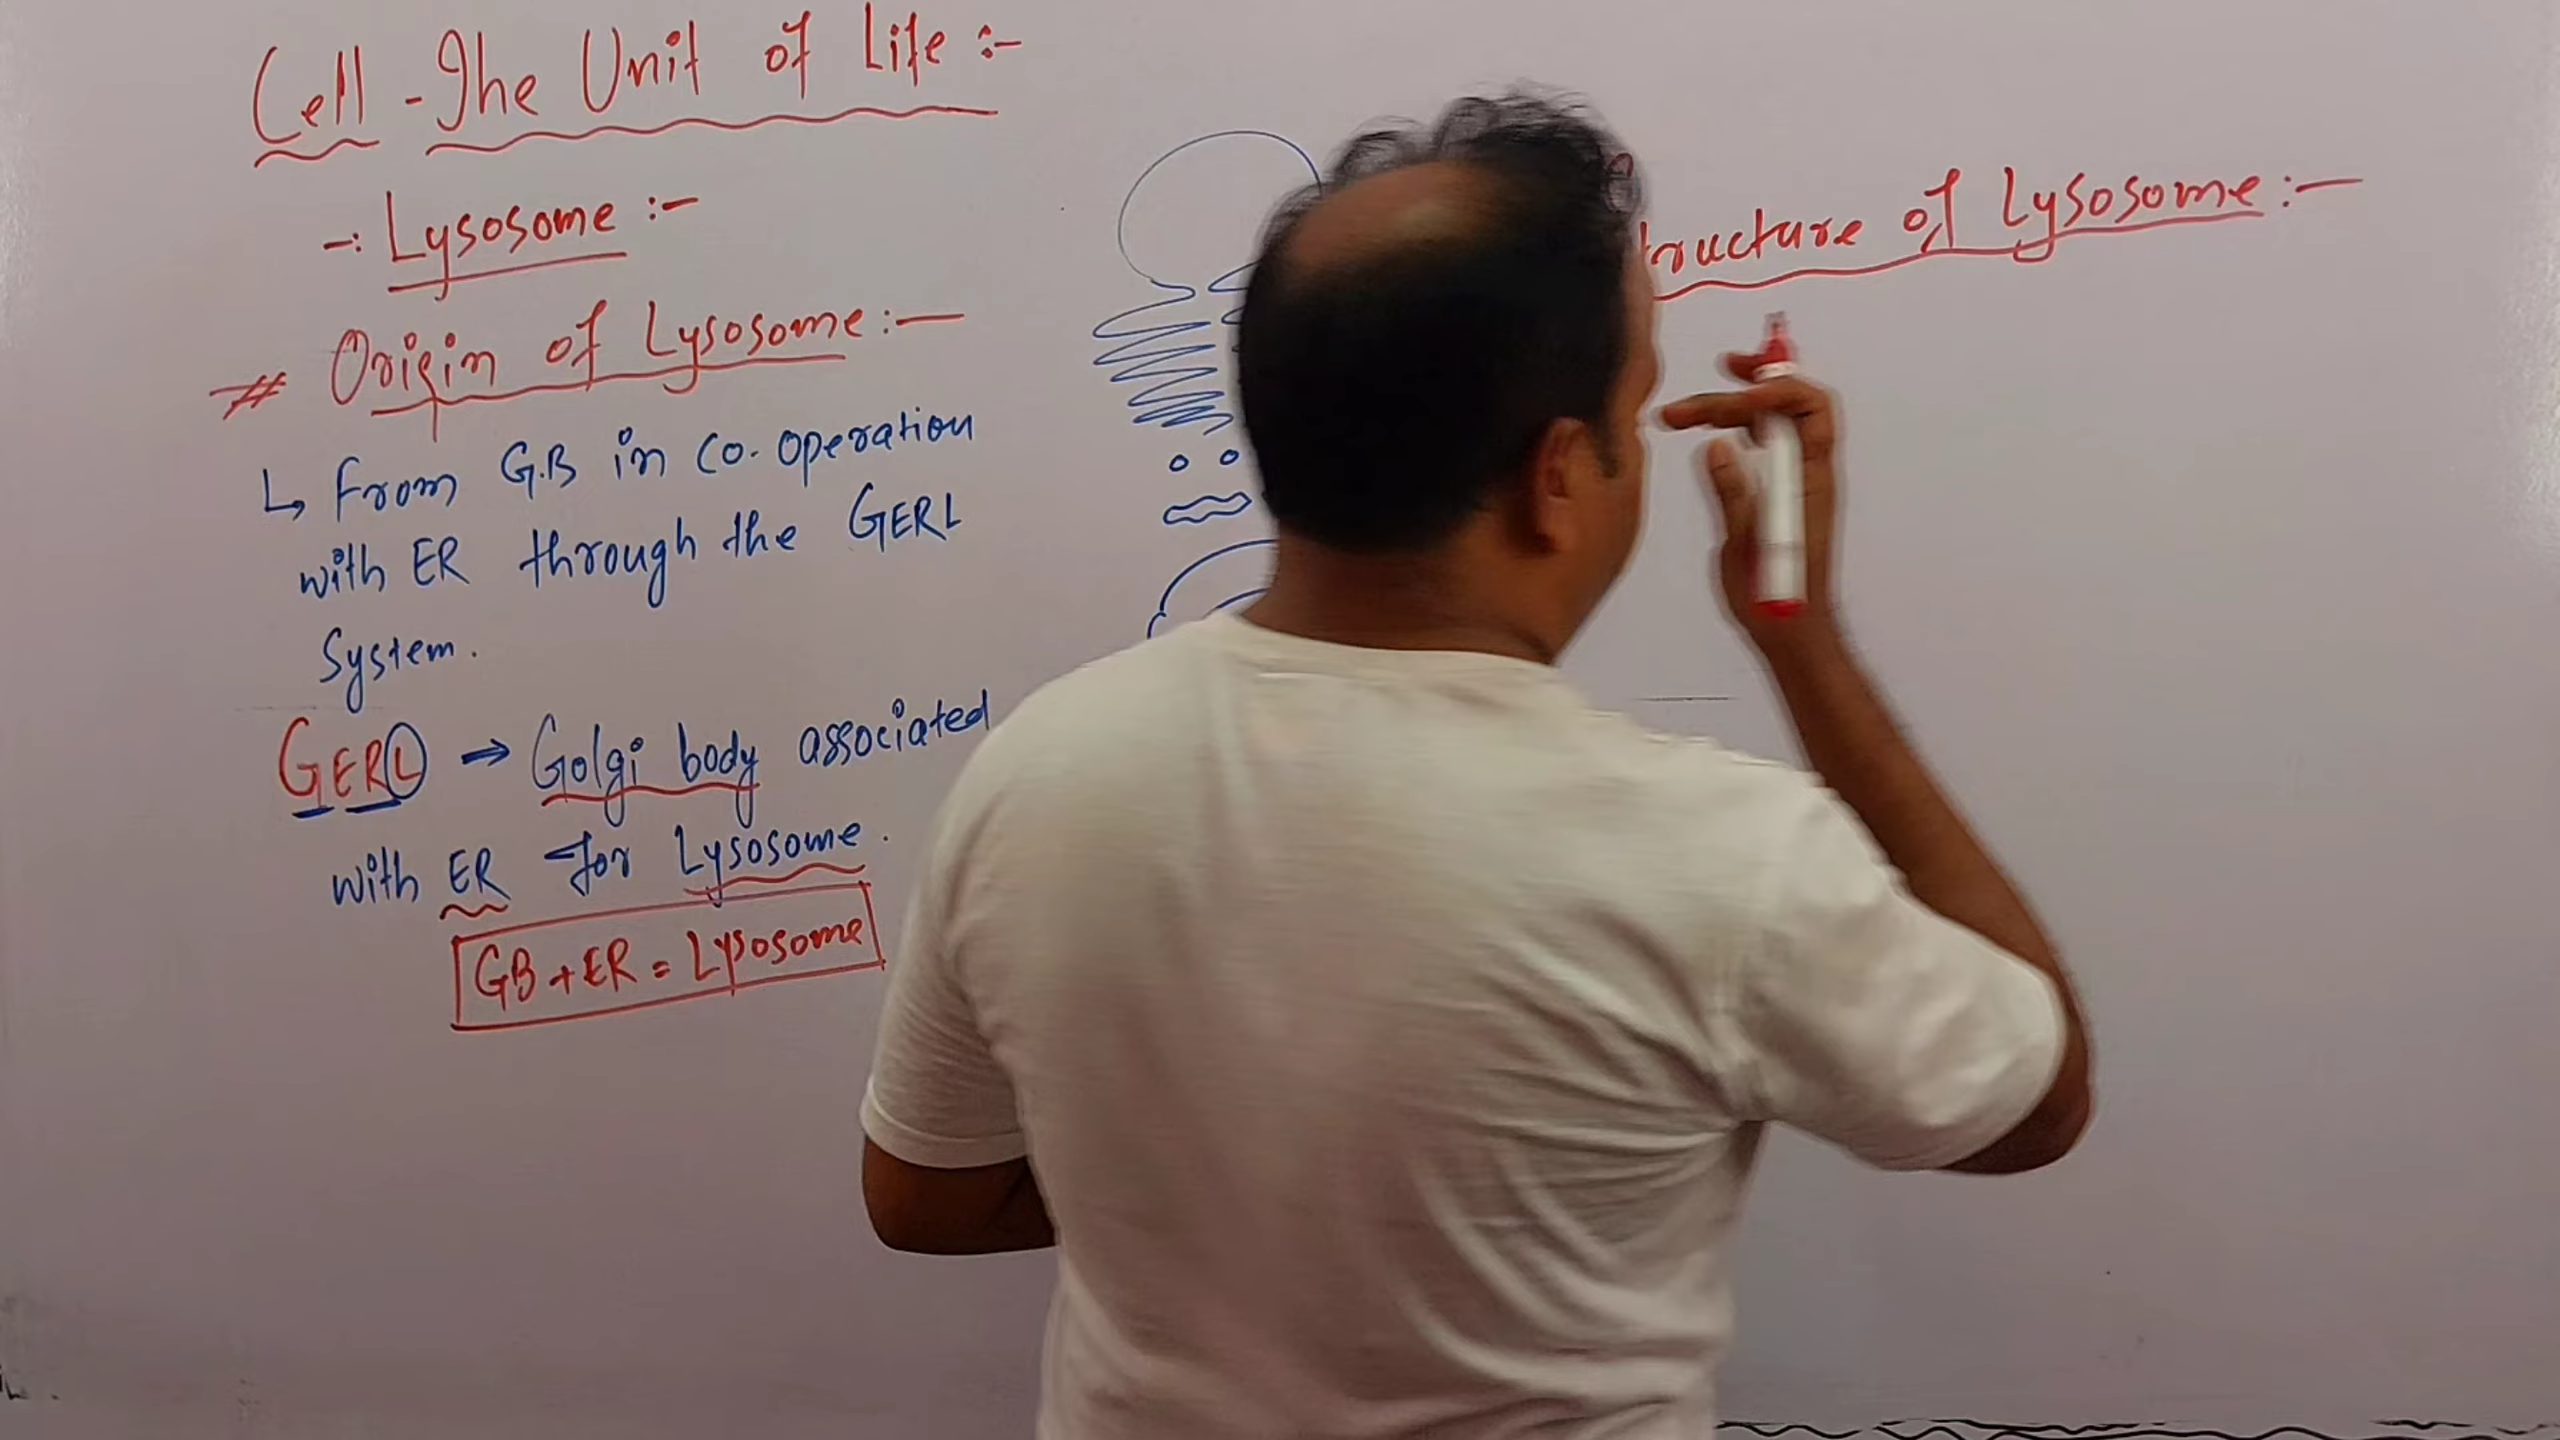 Cell - The Unit of Life :-
-: Lysosome :-
# Origin of Lysosome :-
↳ From G.B in co-operation
with ER through the GERL
System.
GERL → Golgi body associated
with ER for Lysosome.
GB + ER = Lysosome
tructure of Lysosome :-